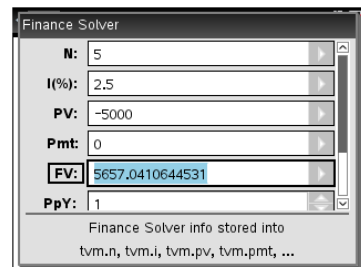 Finance Solver
N: 5
I(%): 2.5
PV: -5000
Pmt: 0
FV: 5657.0410644531
PpY: 1
Finance Solver info stored into
tvm.n, tvm.i, tvm.pv, tvm.pmt, ...